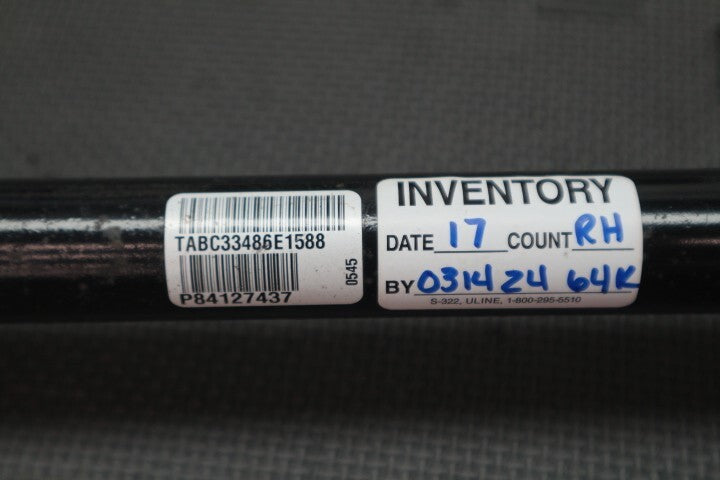 TABC33486E1588
P84127437
0545
INVENTORY
DATE 17 COUNT RH
BY 031424 64K
S-322, ULINE, 1-800-295-5510